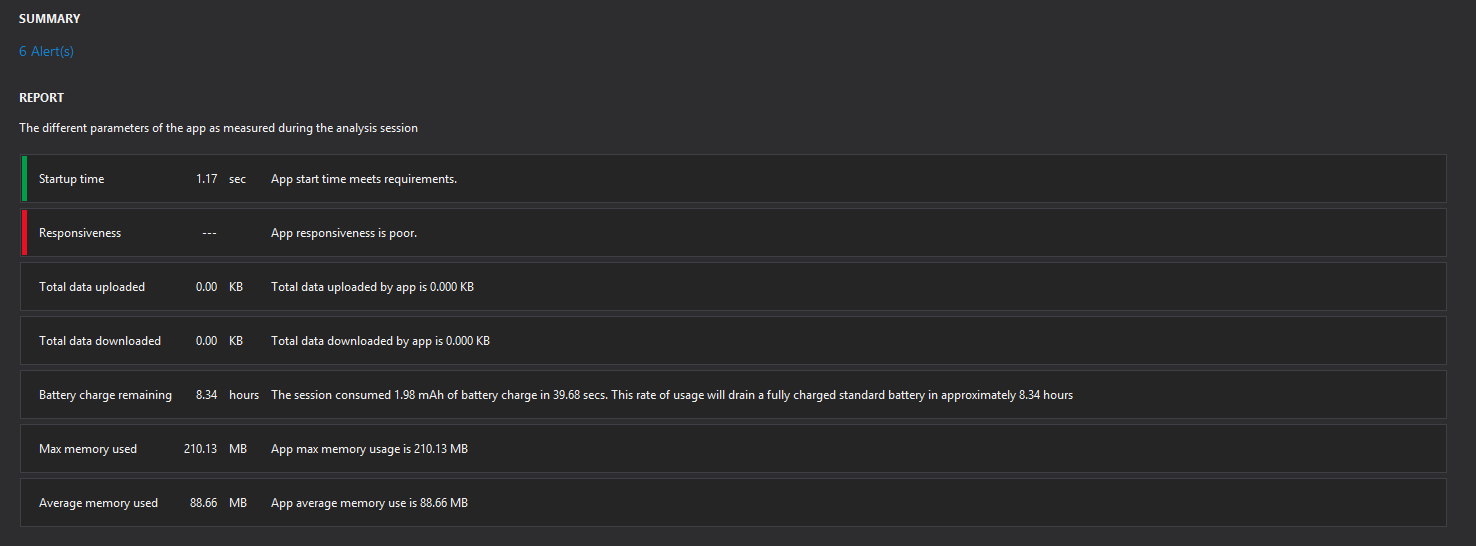 SUMMARY
6 Alert(s)
REPORT
The different parameters of the app as measured during the analysis session
Startup time 1.17 sec App start time meets requirements.
Responsiveness --- App responsiveness is poor.
Total data uploaded 0.00 KB Total data uploaded by app is 0.000 KB
Total data downloaded 0.00 KB Total data downloaded by app is 0.000 KB
Battery charge remaining 8.34 hours The session consumed 1.98 mAh of battery charge in 39.68 secs. This rate of usage will drain a fully charged standard battery in approximately 8.34 hours
Max memory used 210.13 MB App max memory usage is 210.13 MB
Average memory used 88.66 MB App average memory use is 88.66 MB